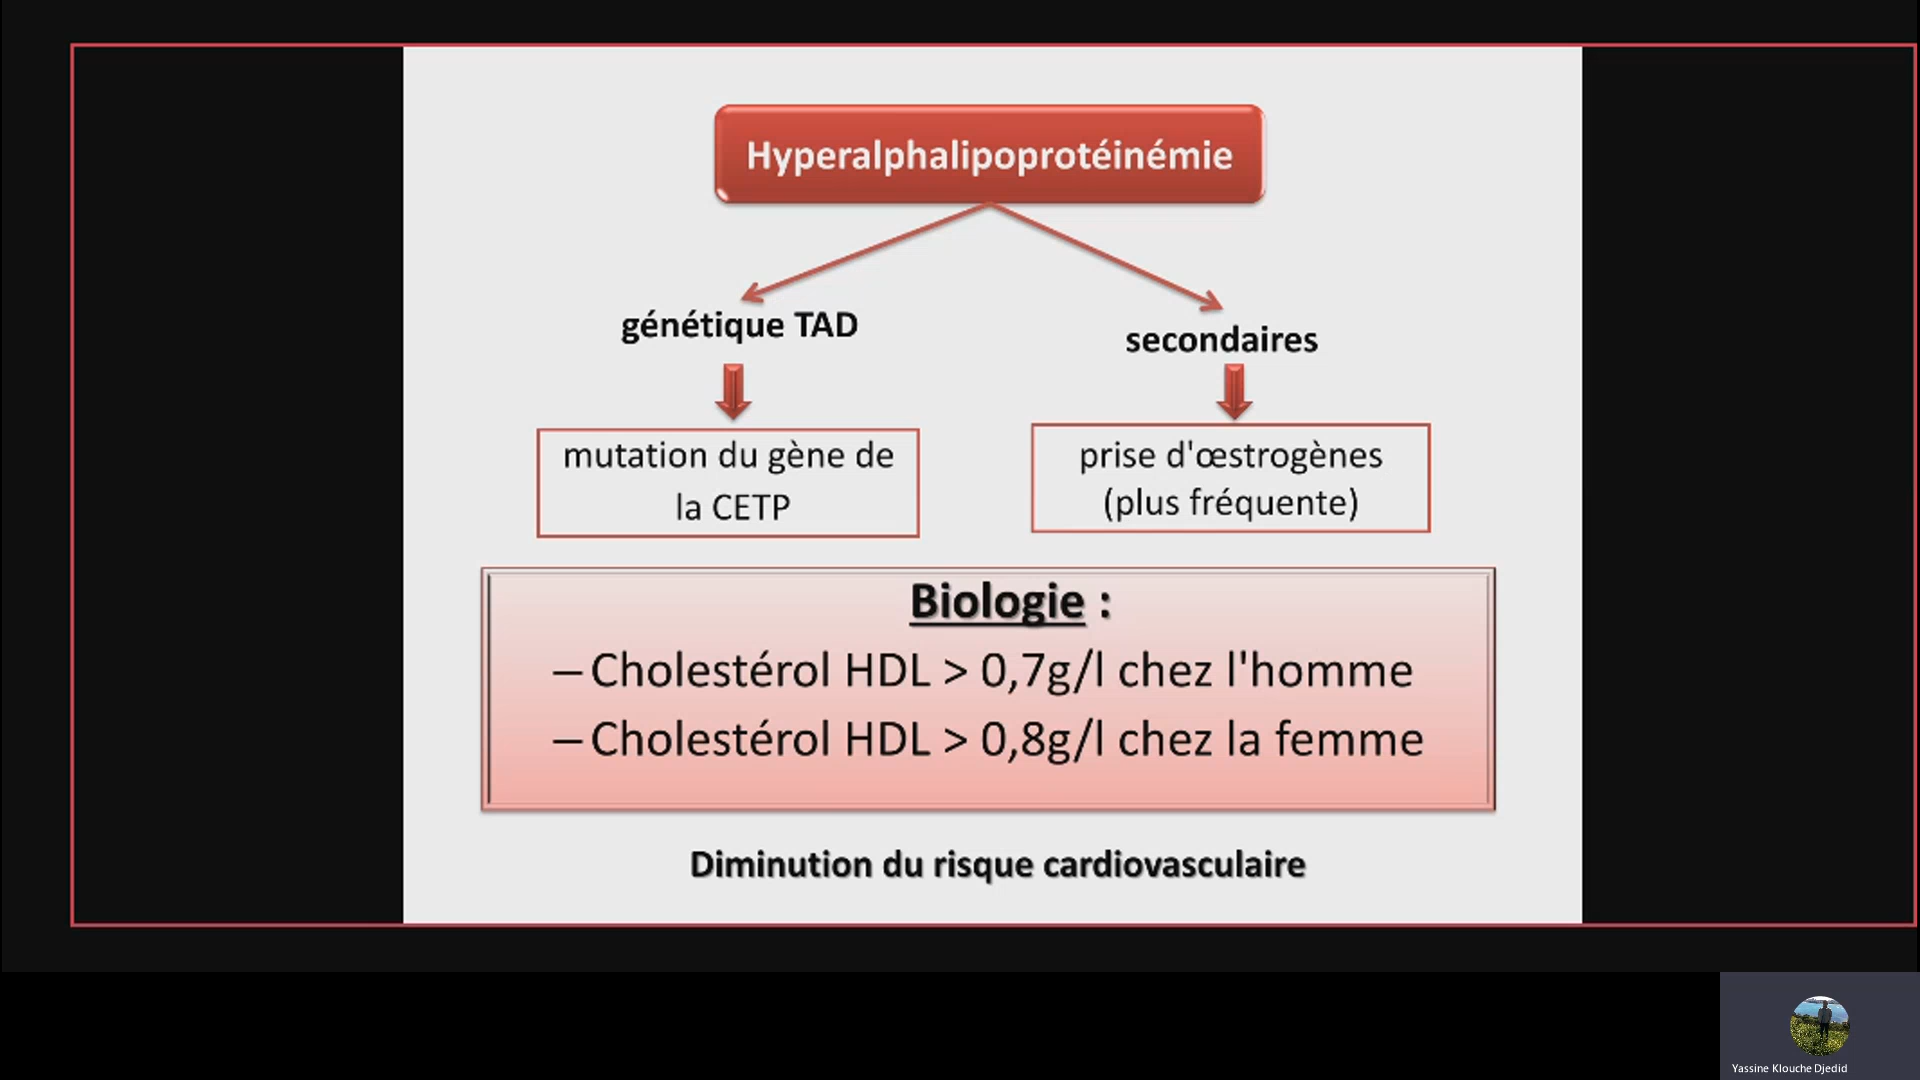 Hyperalphalipoprotéinémie
génétique TAD
secondaires
mutation du gène de
la CETP
prise d'œstrogènes
(plus fréquente)
Biologie :
– Cholestérol HDL > 0,7g/l chez l'homme
– Cholestérol HDL > 0,8g/l chez la femme
Diminution du risque cardiovasculaire
Yassine Klouche Djedid